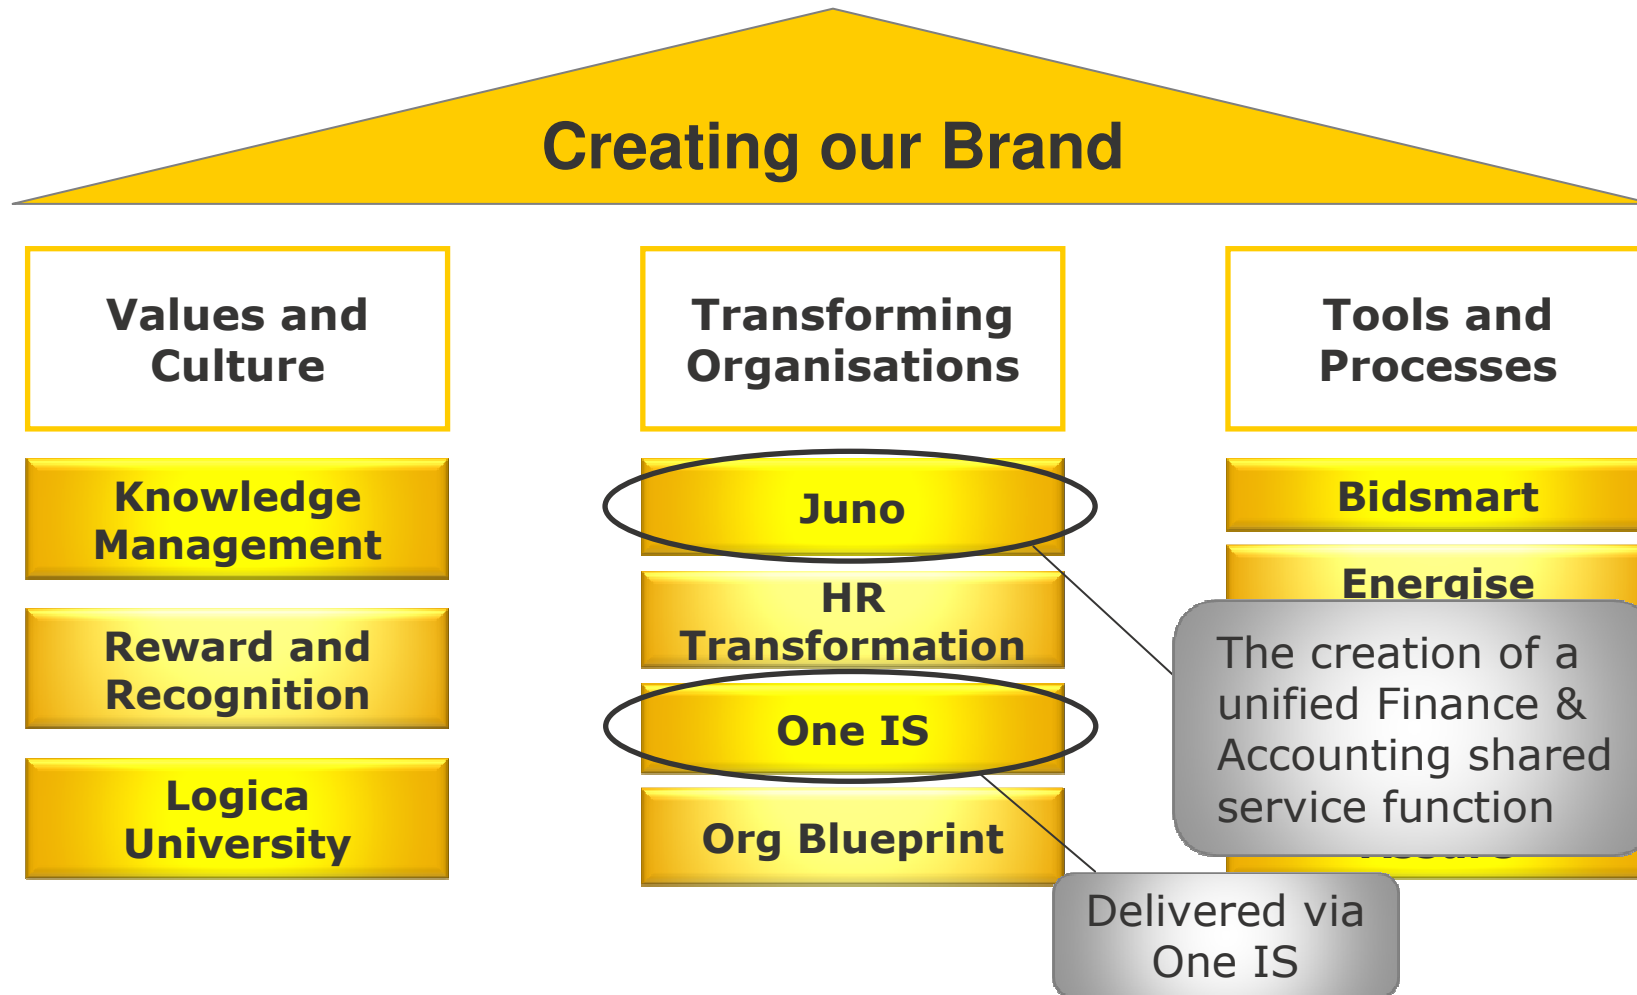 Creating our Brand
Values and
Culture
Knowledge
Management
Reward and
Recognition
Logica
University
Transforming
Organisations
Juno
HR
Transformation
One IS
Org Blueprint
Tools and
Processes
Bidsmart
Energise
The creation of a
unified Finance &
Accounting shared
service function
Delivered via
One IS